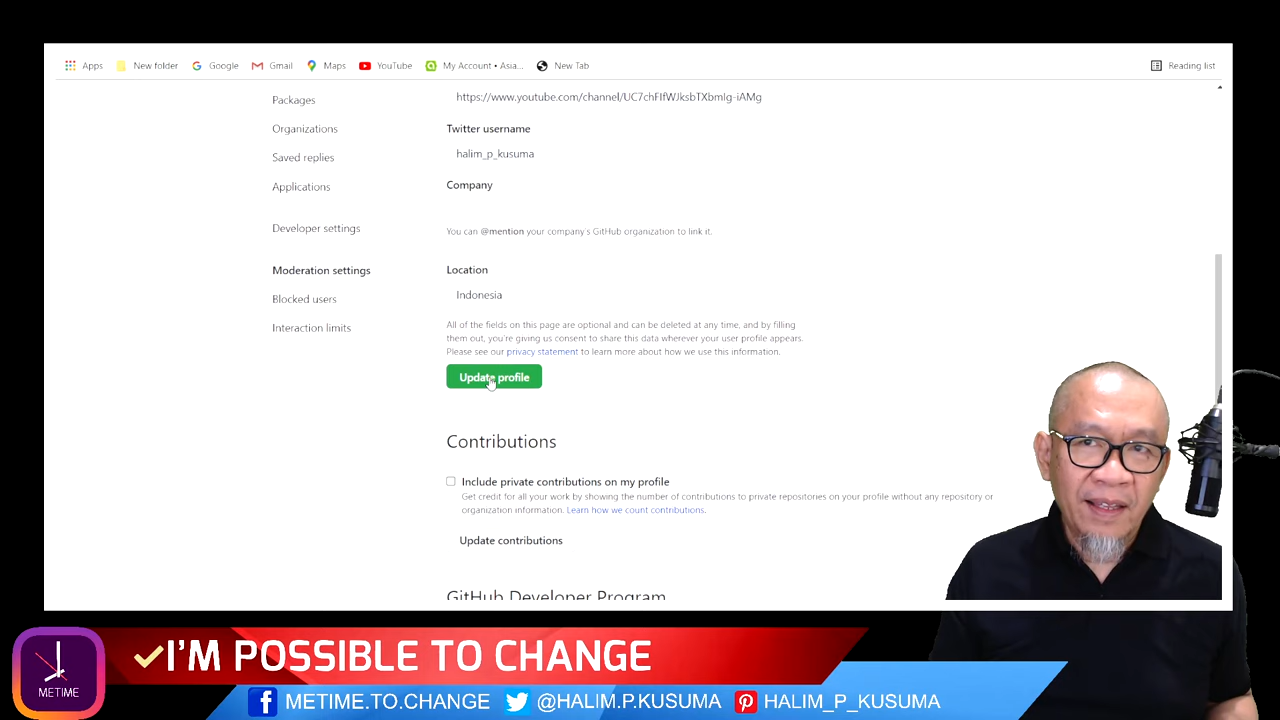 Apps New folder Google Gmail Maps YouTube My Account • Asia... New Tab Reading list
Packages
Organizations
Saved replies
Applications
Developer settings
Moderation settings
Blocked users
Interaction limits
https://www.youtube.com/channel/UC7chFIfWJksbTXbmIg-iAMg
Twitter username
halim_p_kusuma
Company
You can @mention your company's GitHub organization to link it.
Location
Indonesia
All of the fields on this page are optional and can be deleted at any time, and by filling
them out, you're giving us consent to share this data wherever your user profile appears.
Please see our privacy statement to learn more about how we use this information.
Update profile
Contributions
Include private contributions on my profile
Get credit for all your work by showing the number of contributions to private repositories on your profile without any repository or
organization information. Learn how we count contributions.
Update contributions
GitHub Developer Program
METIME
I'M POSSIBLE TO CHANGE
METIME.TO.CHANGE @HALIM.P.KUSUMA HALIM_P_KUSUMA